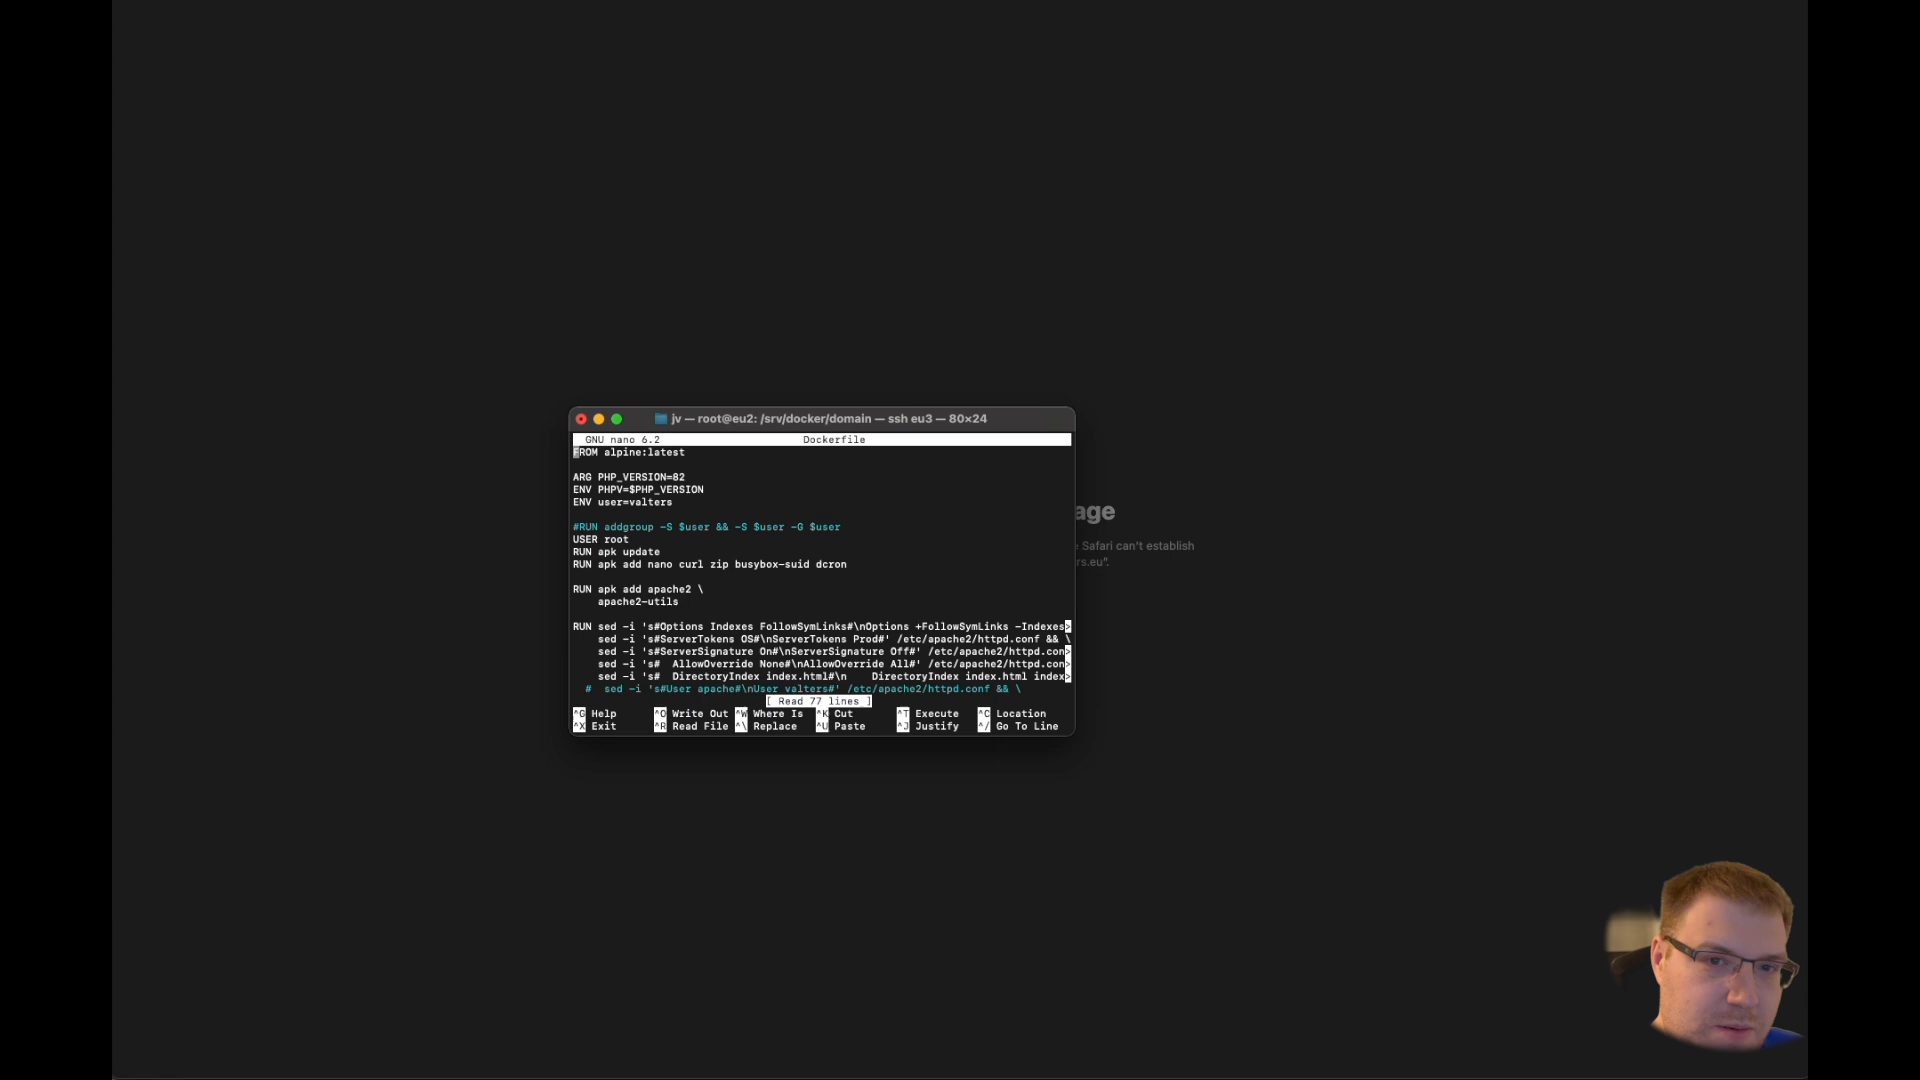 jv — root@eu2: /srv/docker/domain — ssh eu3 — 80×24
GNU nano 6.2 Dockerfile
FROM alpine:latest
ARG PHP_VERSION=82
ENV PHPV=$PHP_VERSION
ENV user=valters
#RUN addgroup -S $user && -S $user -G $user
USER root
RUN apk update
RUN apk add nano curl zip busybox-suid dcron
RUN apk add apache2 \
apache2-utils
RUN sed -i 's#Options Indexes FollowSymLinks#\nOptions +FollowSymLinks -Indexes>
sed -i 's#ServerTokens OS#\nServerTokens Prod#' /etc/apache2/httpd.conf && \
sed -i 's#ServerSignature On#\nServerSignature Off#' /etc/apache2/httpd.con>
sed -i 's#  AllowOverride None#\nAllowOverride All#' /etc/apache2/httpd.con>
sed -i 's#  DirectoryIndex index.html#\n    DirectoryIndex index.html index>
#  sed -i 's#User apache#\nUser valters#' /etc/apache2/httpd.conf && \
[ Read 77 lines ]
^G Help ^O Write Out ^W Where Is ^K Cut ^T Execute ^C Location
^X Exit ^R Read File ^\ Replace ^U Paste ^J Justify ^/ Go To Line
age
Safari can't establish
rs.eu".